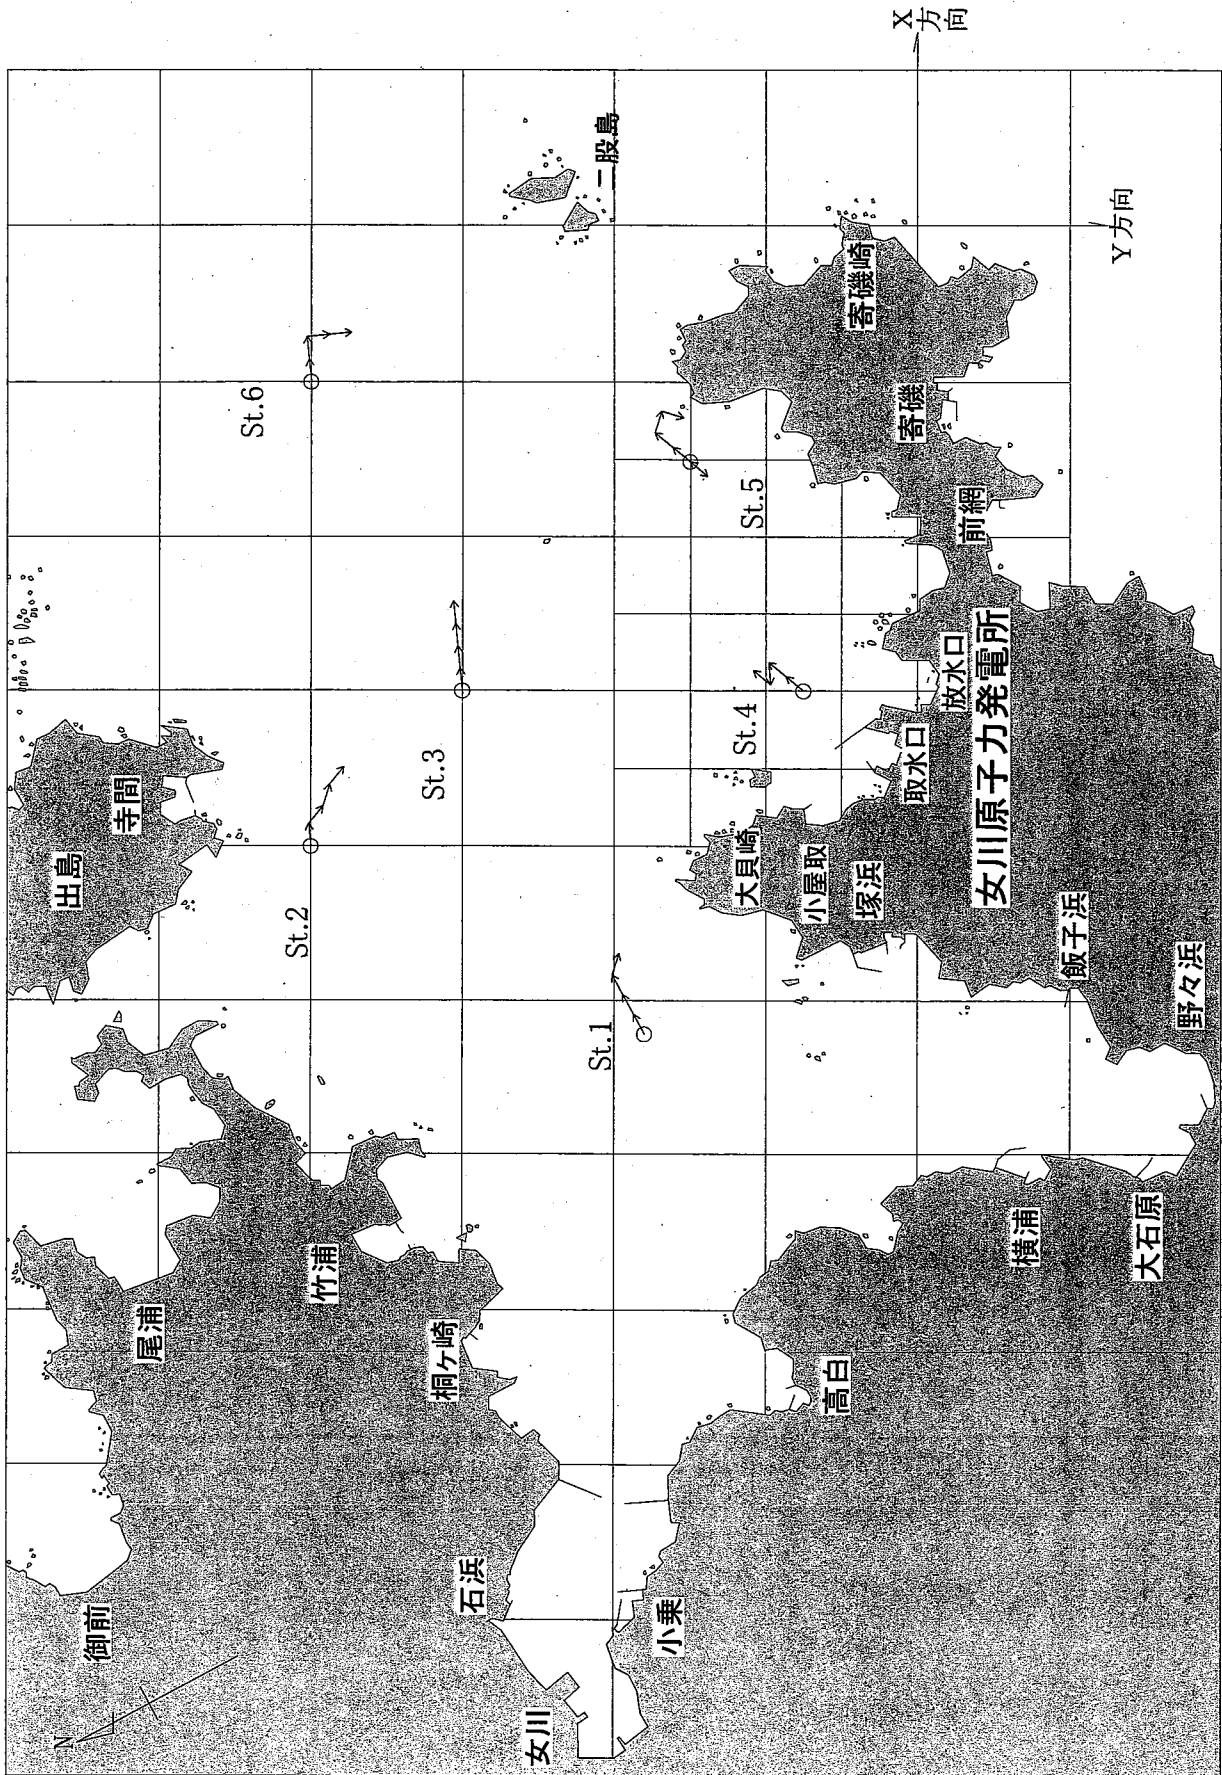 X方向
Y方向
二股島
St.6
寄磯崎
寄磯
St.5
前網
放水口
女川原子力発電所
取水口
St.4
St.3
寺間
出島
St.2
大貝崎
小屋取
塚浜
飯子浜
野々浜
St.1
横浦
大石原
竹浦
尾浦
桐ヶ崎
高白
石浜
小乗
御前
女川
N